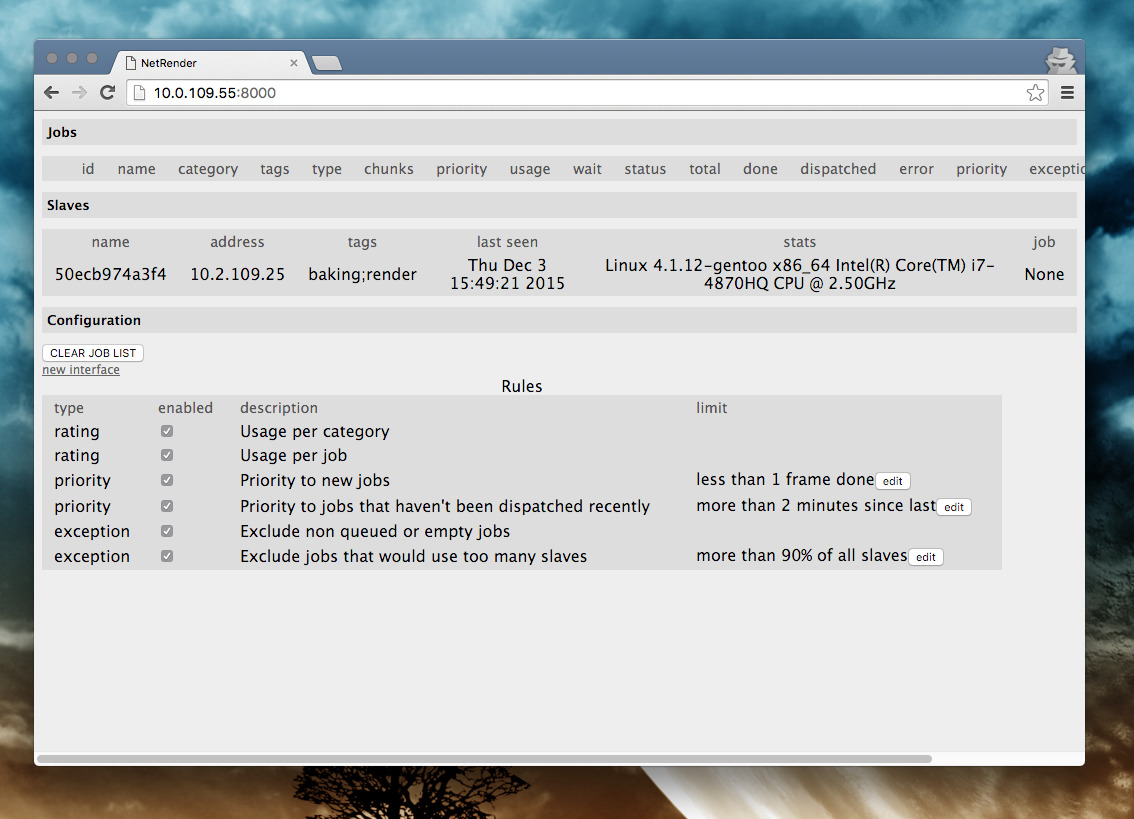 NetRender
10.0.109.55:8000
Jobs
id name category tags type chunks priority usage wait status total done dispatched error priority
Slaves
name address tags last seen stats job
50ecb974a3f4 10.2.109.25 baking;render Thu Dec 3 15:49:21 2015 Linux 4.1.12-gentoo x86_64 Intel(R) Core(TM) i7-4870HQ CPU @ 2.50GHz None
Configuration
CLEAR JOB LIST
new interface
Rules
type enabled description limit
rating Usage per category
rating Usage per job
priority Priority to new jobs less than 1 frame done edit
priority Priority to jobs that haven't been dispatched recently more than 2 minutes since last edit
exception Exclude non queued or empty jobs
exception Exclude jobs that would use too many slaves more than 90% of all slaves edit